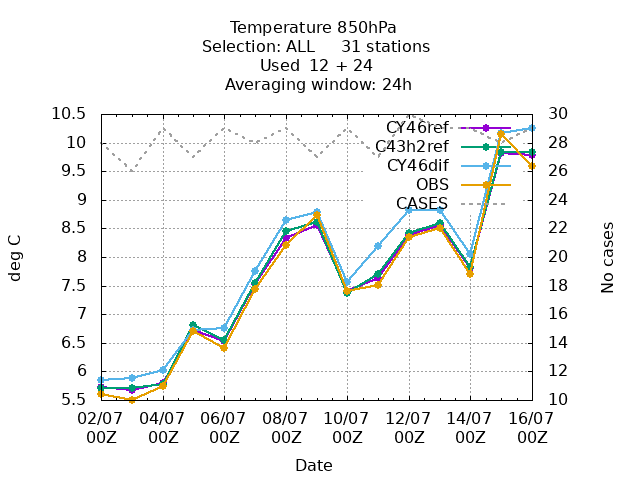 Temperature 850hPa
Selection: ALL 31 stations
Used 12 + 24
Averaging window: 24h
10.5 30
CY46ref
10 28
C43h2ref
CY46dif
9.5 26
OBS
9 24
CASES
8.5 22
8 20
7.5 18
7 16
6.5 14
6 12
5.5 10
deg C
No cases
02/07 04/07 06/07 08/07 10/07 12/07 14/07 16/07
00Z 00Z 00Z 00Z 00Z 00Z 00Z 00Z
Date